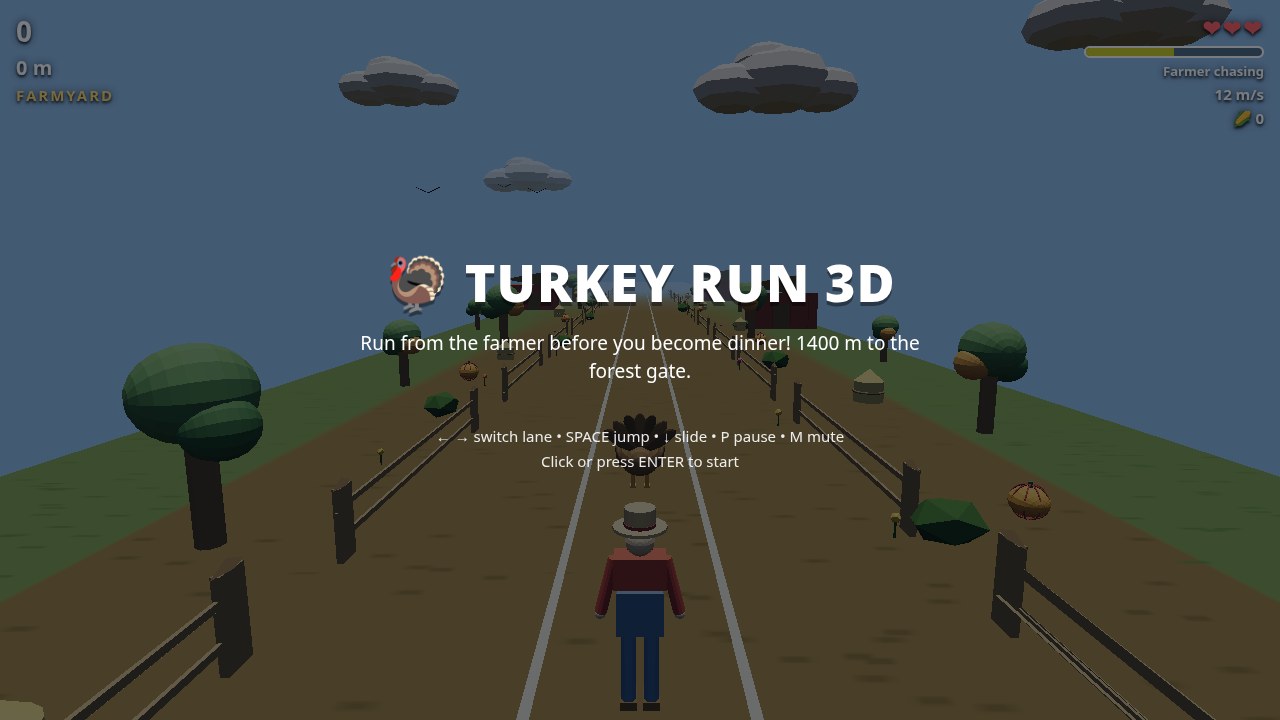 0
0 m
FARMYARD
Farmer chasing
12 m/s
0
TURKEY RUN 3D
Run from the farmer before you become dinner! 1400 m to the
forest gate.
← → switch lane • SPACE jump • ↓ slide • P pause • M mute
Click or press ENTER to start